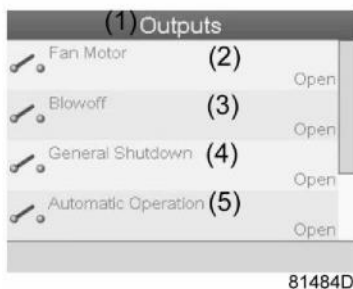 (1) Outputs
Fan Motor (2)
Open
Blowoff (3)
Open
General Shutdown (4)
Open
Automatic Operation (5)
Open
81484D